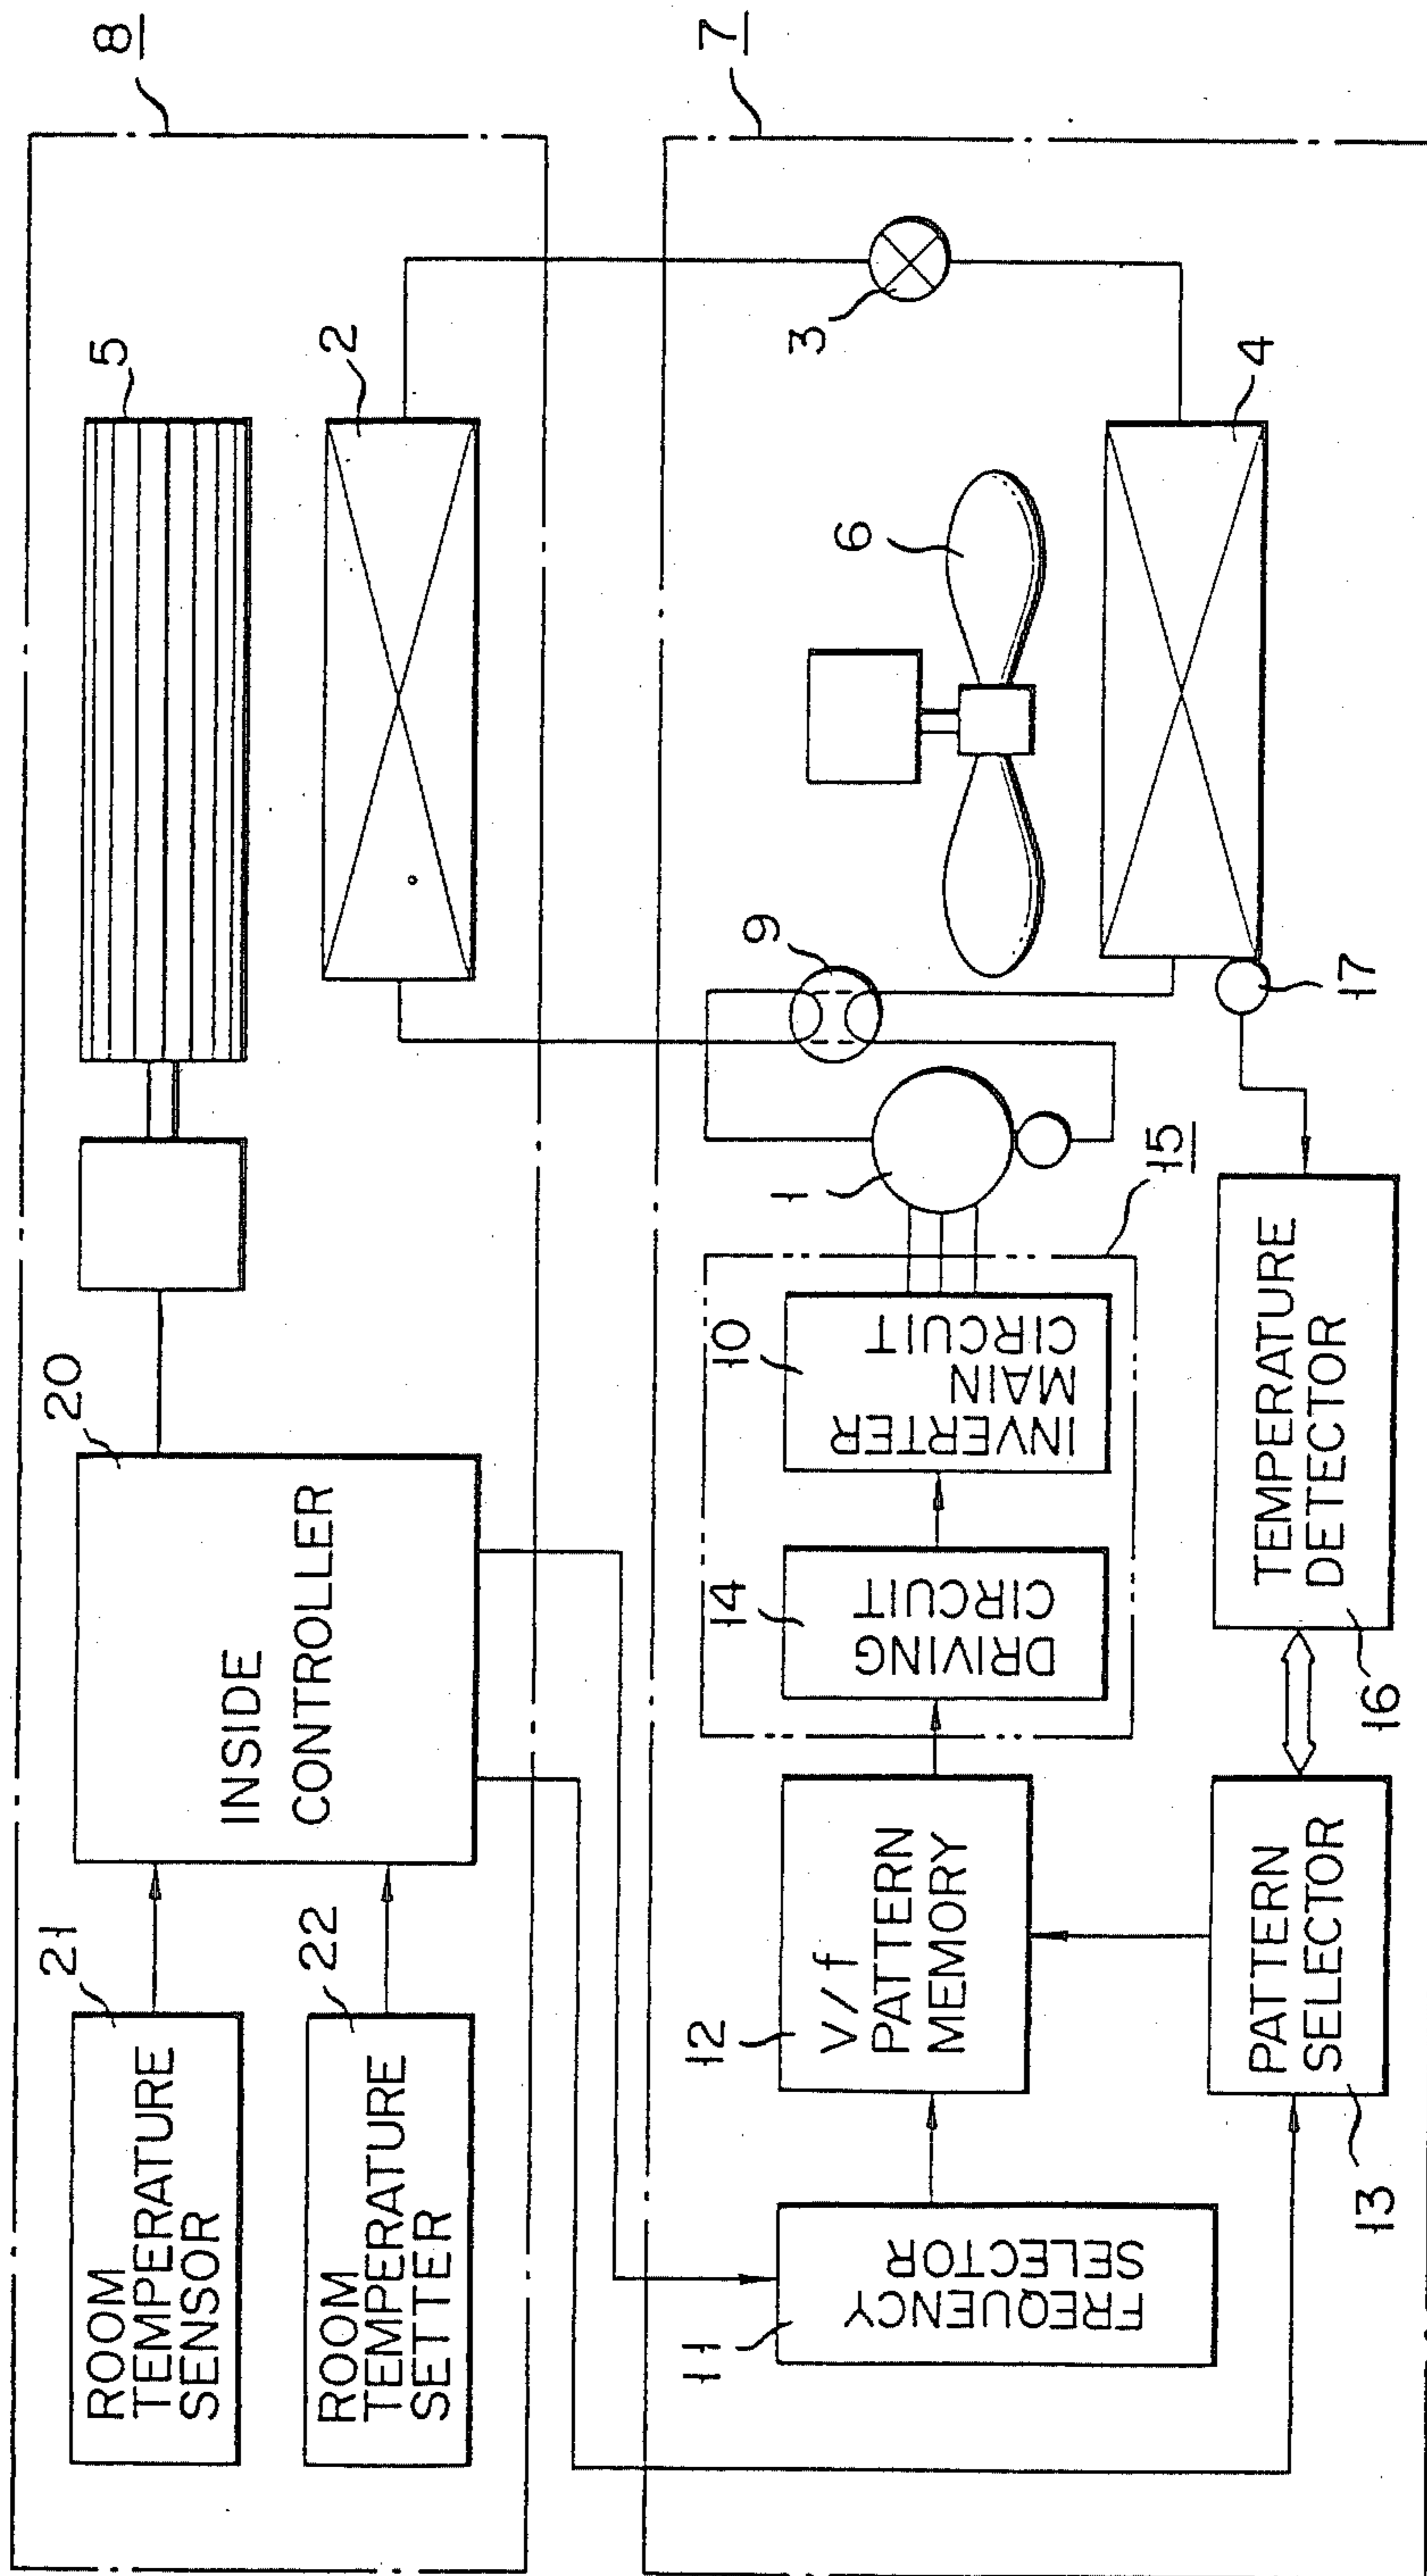 8
5
2
20
INSIDE
CONTROLLER
21
ROOM
TEMPERATURE
SENSOR
22
ROOM
TEMPERATURE
SETTER
7
3
4
6
9
17
1
15
10
INVERTER
MAIN
CIRCUIT
14
DRIVING
CIRCUIT
TEMPERATURE
DETECTOR
16
12
V/f
PATTERN
MEMORY
PATTERN
SELECTOR
13
11
FREQUENCY
SELECTOR